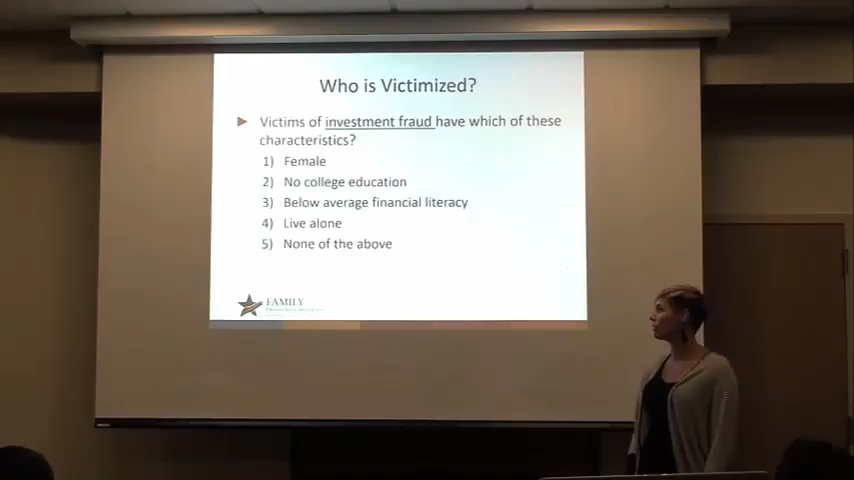 Who is Victimized?
Victims of investment fraud have which of these
characteristics?
1) Female
2) No college education
3) Below average financial literacy
4) Live alone
5) None of the above
FAMILY